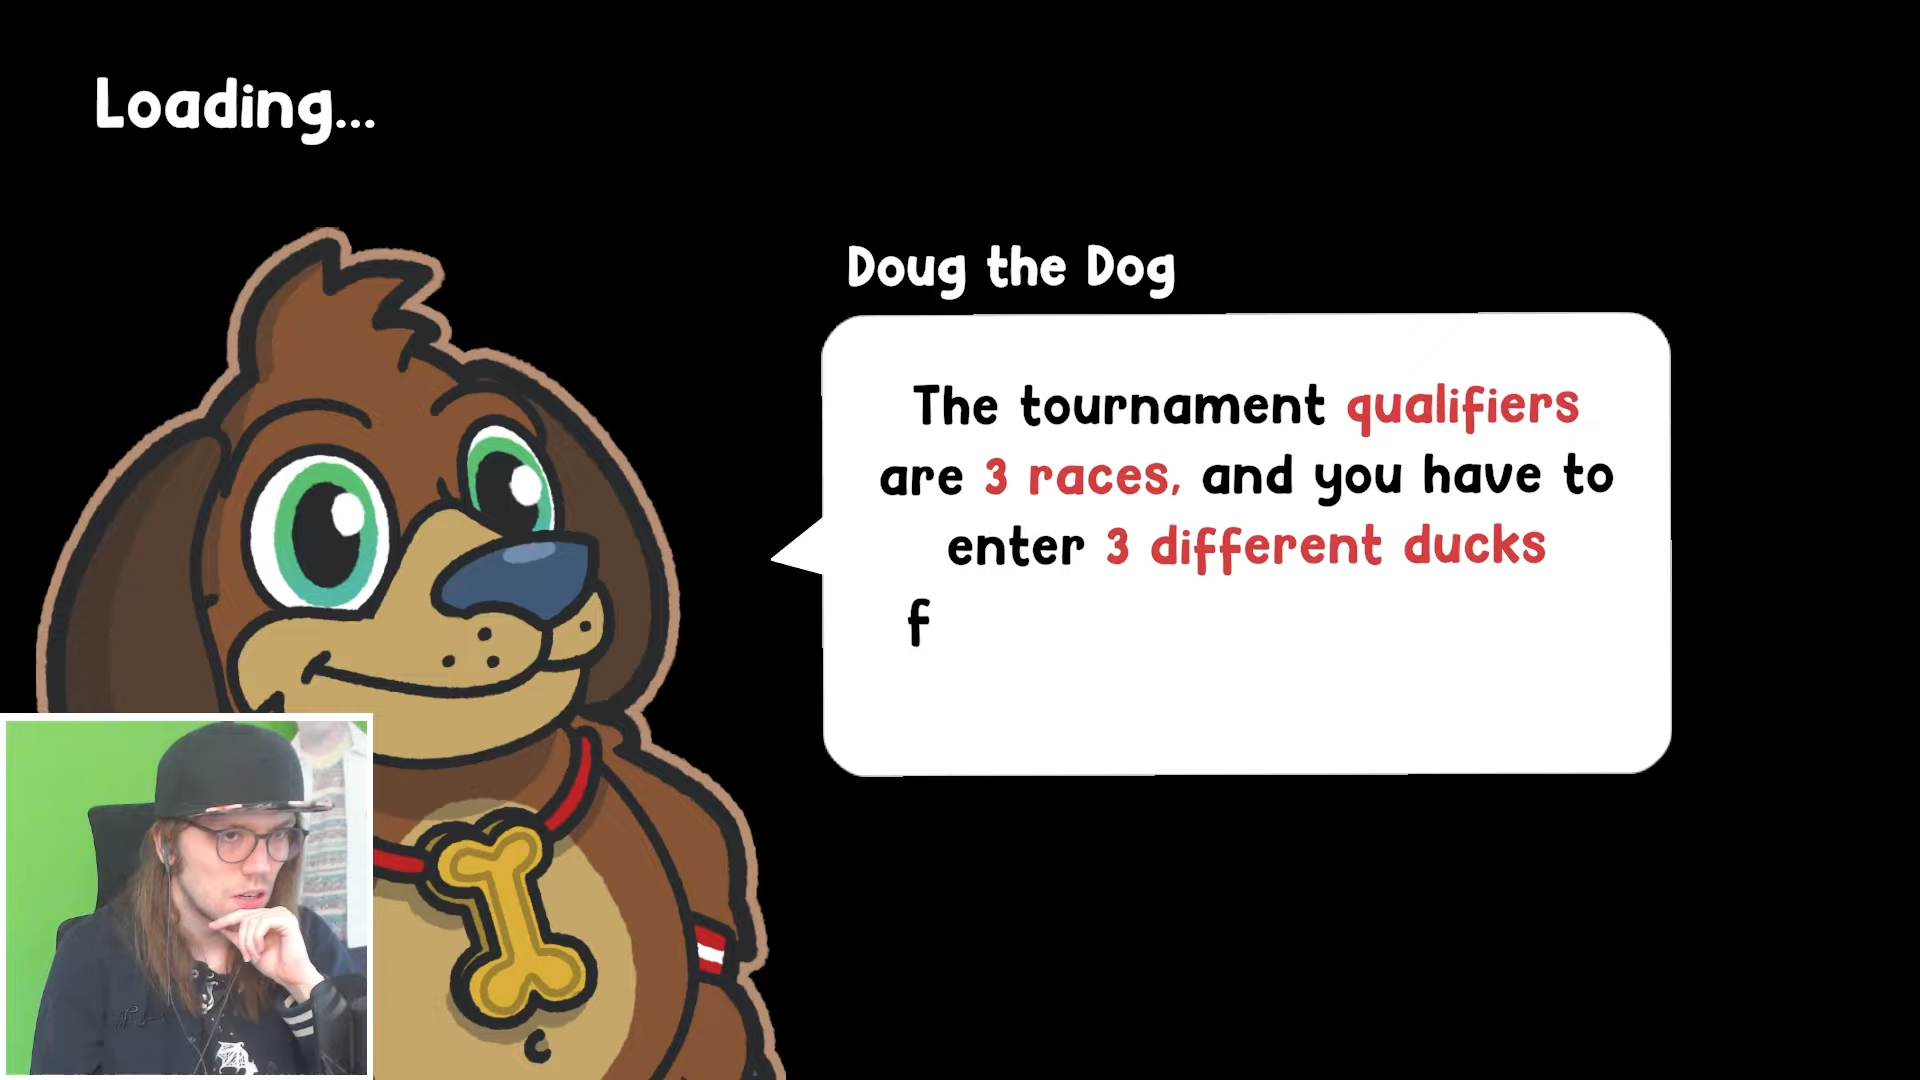 Loading...
Doug the Dog
The tournament qualifiers
are 3 races, and you have to
enter 3 different ducks
f